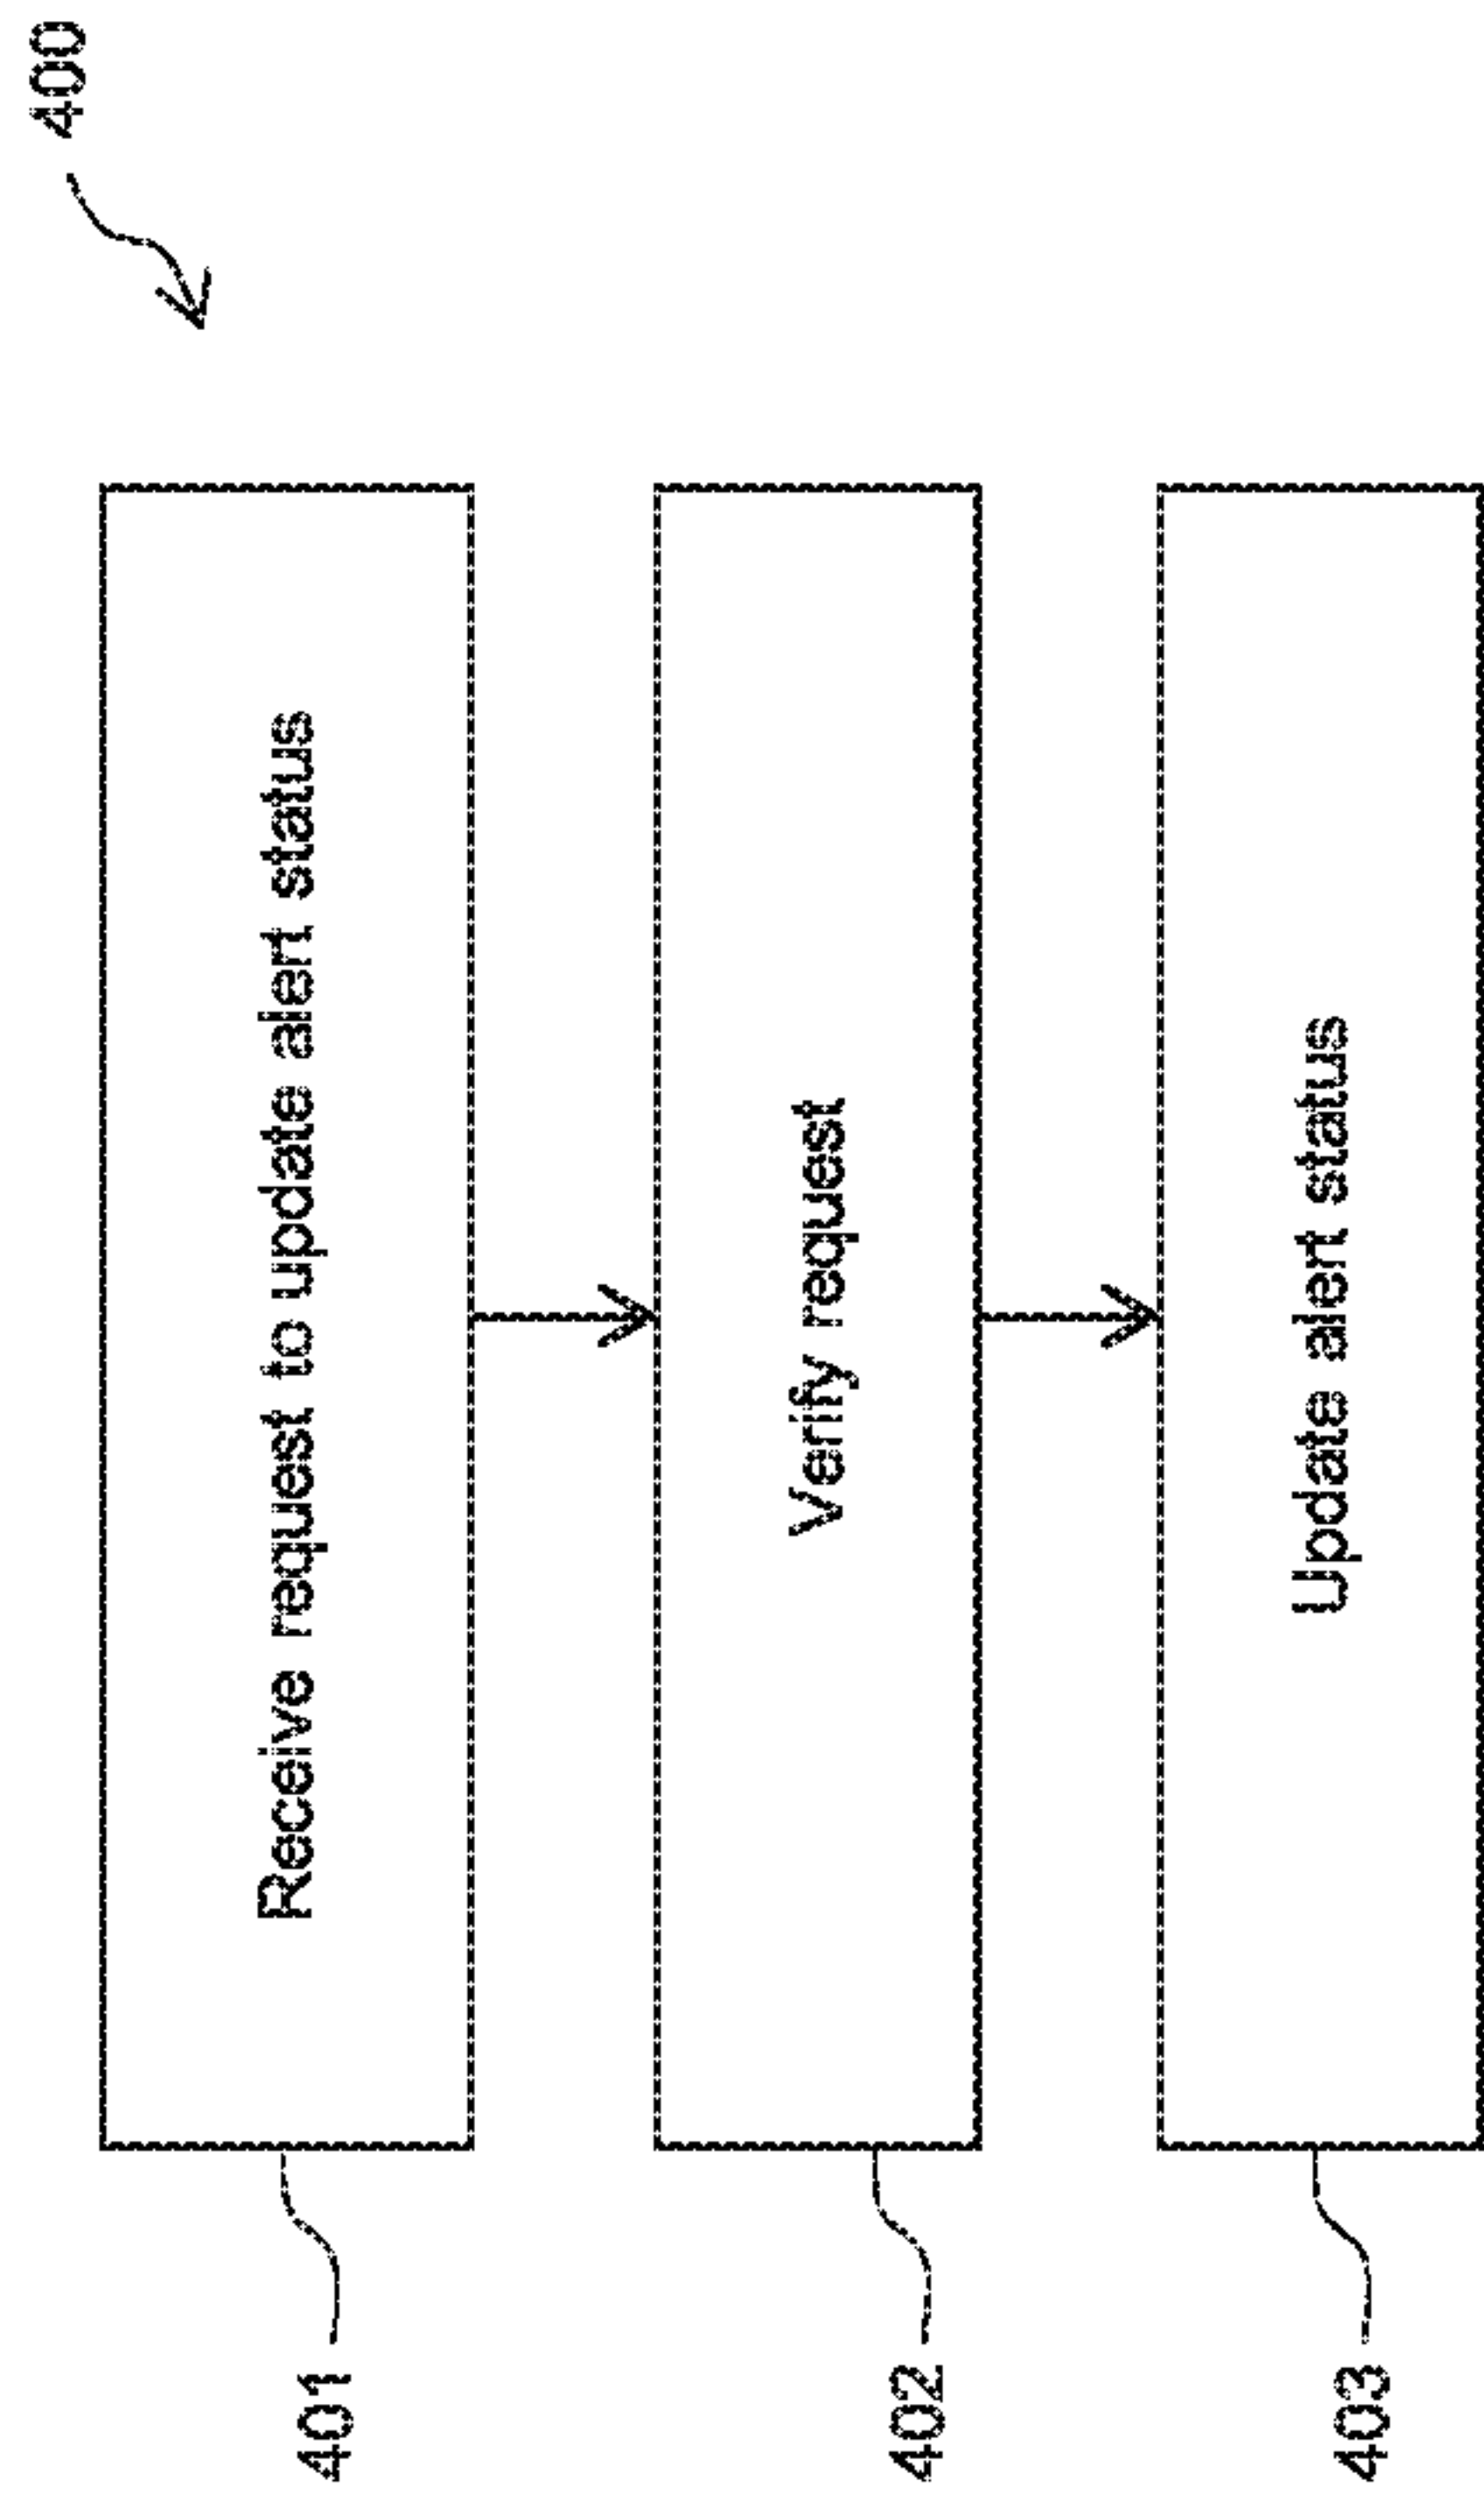 400
401
Receive request to update alert status
402
Verify request
403
Update alert status